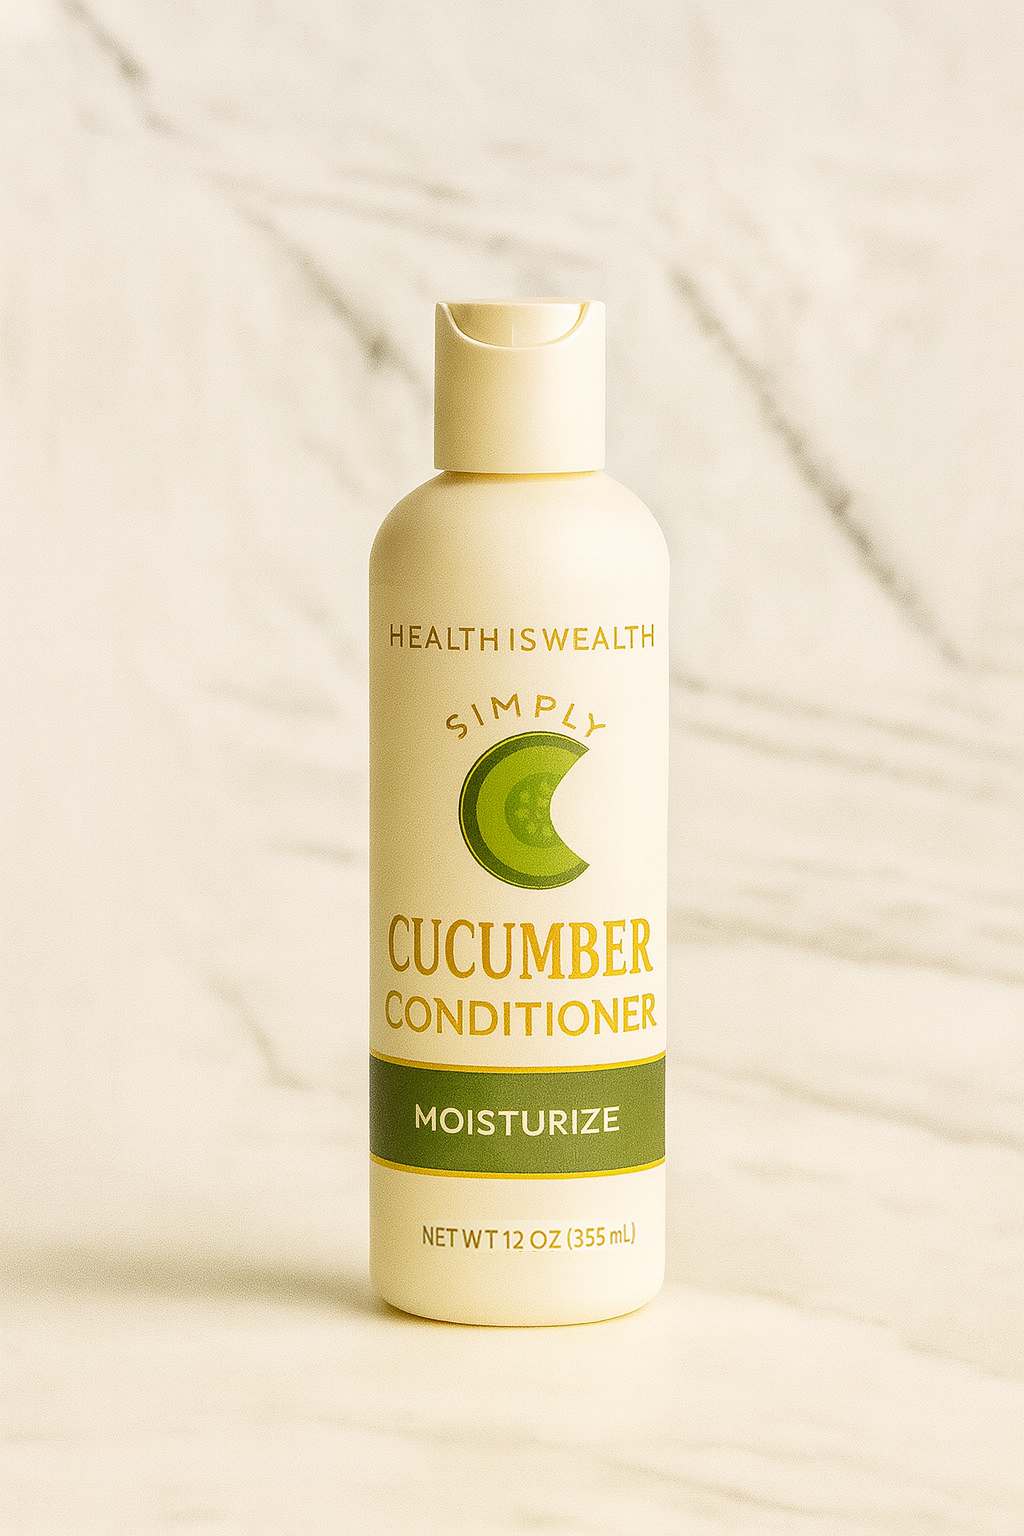 HEALTH IS WEALTH
SIMPLY
CUCUMBER
CONDITIONER
MOISTURIZE
NET WT 12 OZ (355 mL)